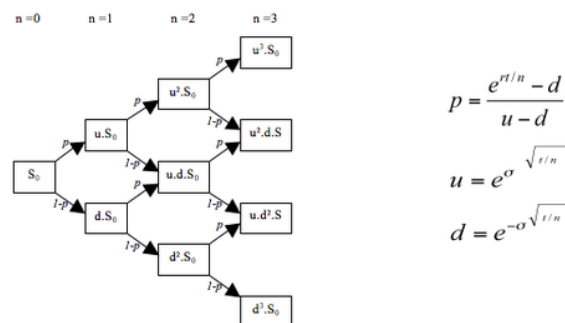 n =0 n =1 n =2 n =3
u³.S₀
p
u².S₀
p 1-p
u.S₀ u².d.S
p 1-p p
S₀ u.d.S₀
1-p p 1-p
d.S₀ u.d².S
1-p p
d².S₀
1-p
d³.S₀
p = (e^{rt/n} − d) / (u − d)
u = e^{σ √(t/n)}
d = e^{−σ √(t/n)}